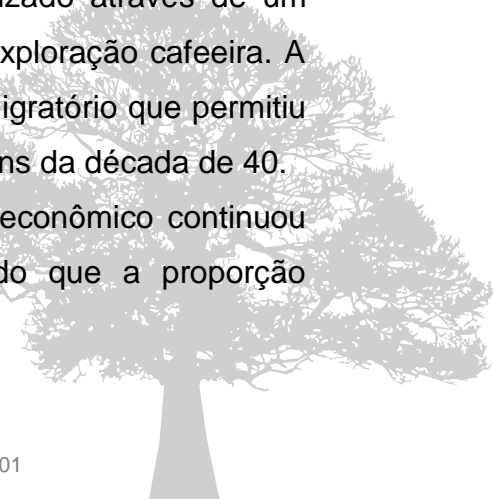 izado através de um
xploração cafeeira. A
igratório que permitiu
ns da década de 40.
econômico continuou
do que a proporção
01